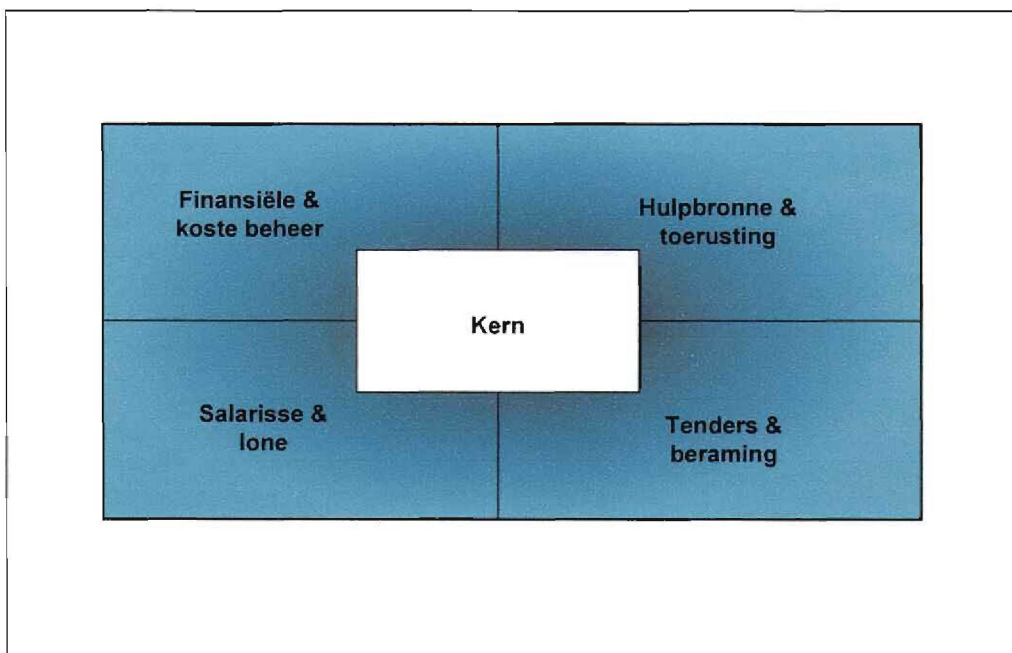 Finansiële &
koste beheer
Hulpbronne &
toerusting
Kern
Salarisse &
lone
Tenders &
beraming